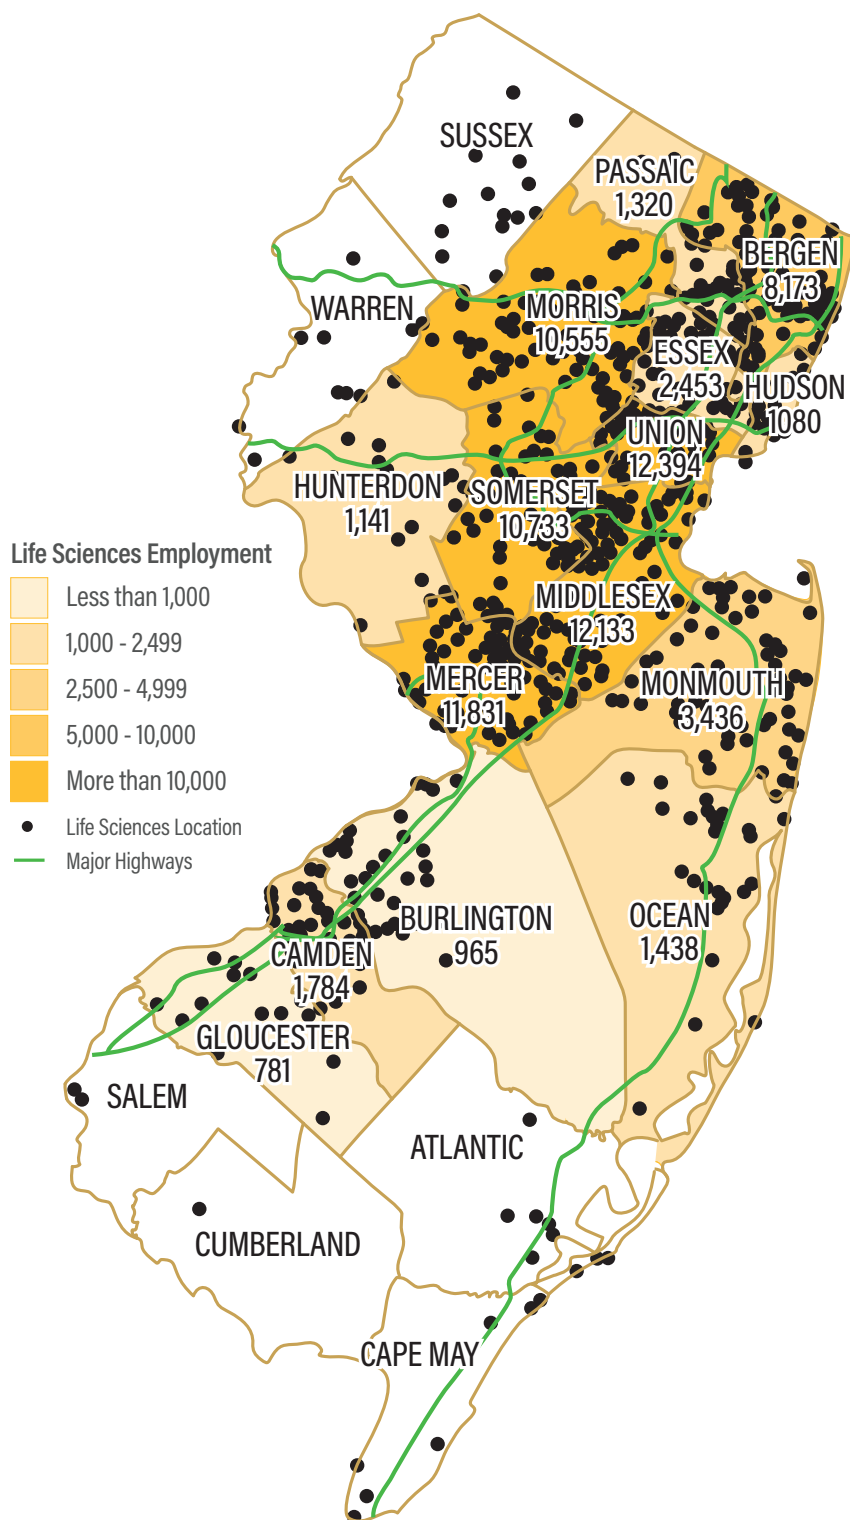 SUSSEX
PASSAIC
1,320
BERGEN
8,173
WARREN
MORRIS
10,555
ESSEX
2,453
HUDSON
1080
UNION
12,394
HUNTERDON
1,141
SOMERSET
10,733
Life Sciences Employment
Less than 1,000
1,000 - 2,499
2,500 - 4,999
5,000 - 10,000
More than 10,000
Life Sciences Location
Major Highways
MIDDLESEX
12,133
MERCER
11,831
MONMOUTH
3,436
BURLINGTON
965
OCEAN
1,438
CAMDEN
1,784
GLOUCESTER
781
SALEM
ATLANTIC
CUMBERLAND
CAPE MAY